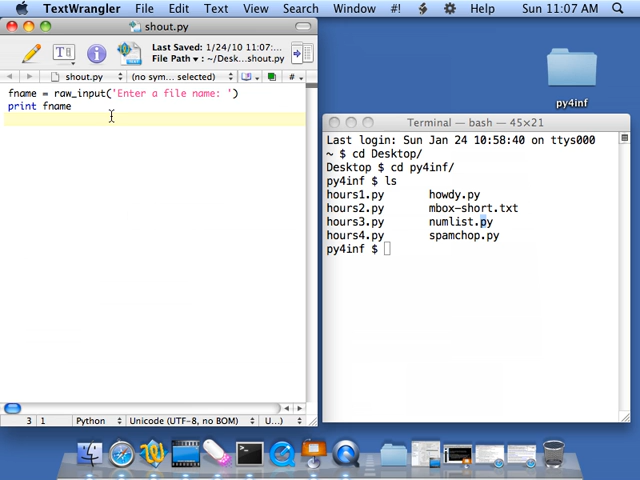 TextWrangler File Edit Text View Search Window #! Help Sun 11:07 AM
shout.py
Last Saved: 1/24/10 11:07:...
File Path ▾: ~/Desk...shout.py
shout.py (no sym... selected) #
fname = raw_input('Enter a file name: ')
print fname
3 1 Python Unicode (UTF-8, no BOM) U...)
py4inf
Terminal — bash — 45×21
Last login: Sun Jan 24 10:58:40 on ttys000
~ $ cd Desktop/
Desktop $ cd py4inf/
py4inf $ ls
hours1.py howdy.py
hours2.py mbox-short.txt
hours3.py numlist.py
hours4.py spamchop.py
py4inf $